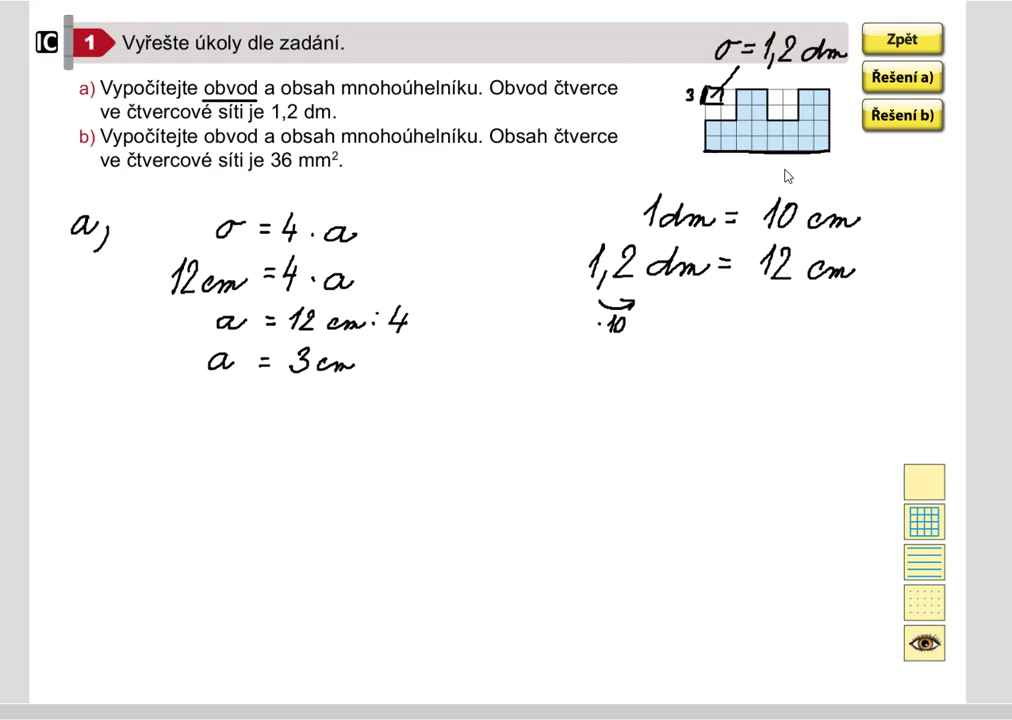 1 Vyřešte úkoly dle zadání.
σ = 1,2 dm
Zpět
Řešení a)
Řešení b)
a) Vypočítejte obvod a obsah mnohoúhelníku. Obvod čtverce
ve čtvercové síti je 1,2 dm.
b) Vypočítejte obvod a obsah mnohoúhelníku. Obsah čtverce
ve čtvercové síti je 36 mm².
3
a,
σ = 4 . a
12 cm = 4 . a
a = 12 cm : 4
a = 3 cm
1 dm = 10 cm
1,2 dm = 12 cm
. 10